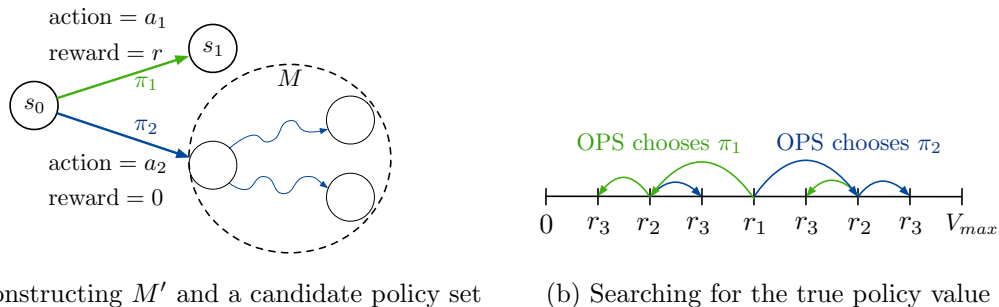 action = a₁
reward = r
s₁
π₁
M
s₀
π₂
action = a₂
reward = 0
OPS chooses π₁
OPS chooses π₂
0 r₃ r₂ r₃ r₁ r₃ r₂ r₃ Vₘₐₓ
onstructing M′ and a candidate policy set
(b) Searching for the true policy value